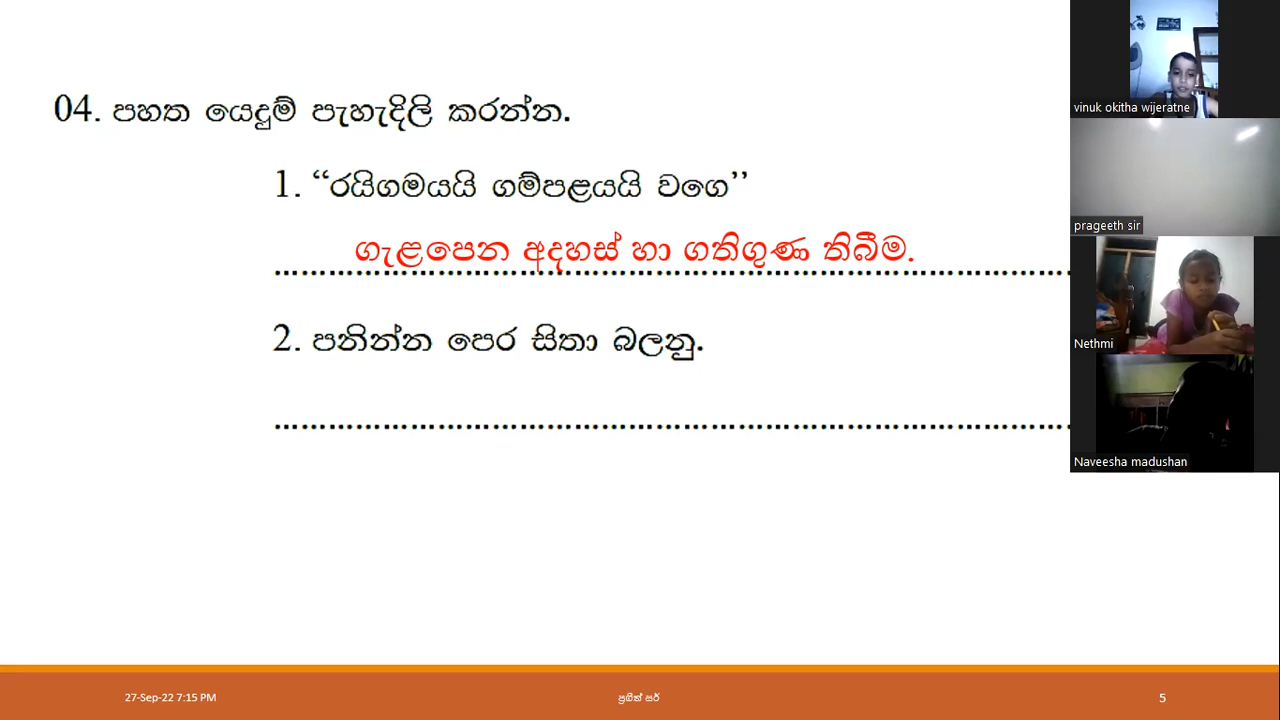 04. පහත යෙදුම් පැහැදිලි කරන්න.
1. “රයිගමයයි ගම්පළයයි වගෙ”
ගැළපෙන අදහස් හා ගතිගුණ තිබීම.
2. පනින්න පෙර සිතා බලනු.
27-Sep-22 7:15 PM
ප්‍රගීත් සර්
5
vinuk okitha wijeratne
prageeth sir
Nethmi
Naveesha madushan